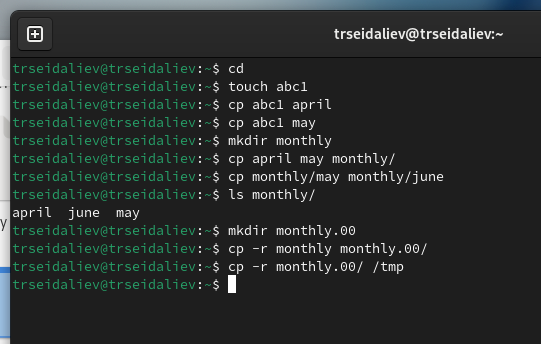 trseidaliev@trseidaliev:~
trseidaliev@trseidaliev:~$ cd
trseidaliev@trseidaliev:~$ touch abc1
trseidaliev@trseidaliev:~$ cp abc1 april
trseidaliev@trseidaliev:~$ cp abc1 may
trseidaliev@trseidaliev:~$ mkdir monthly
trseidaliev@trseidaliev:~$ cp april may monthly/
trseidaliev@trseidaliev:~$ cp monthly/may monthly/june
trseidaliev@trseidaliev:~$ ls monthly/
april  june  may
trseidaliev@trseidaliev:~$ mkdir monthly.00
trseidaliev@trseidaliev:~$ cp -r monthly monthly.00/
trseidaliev@trseidaliev:~$ cp -r monthly.00/ /tmp
trseidaliev@trseidaliev:~$